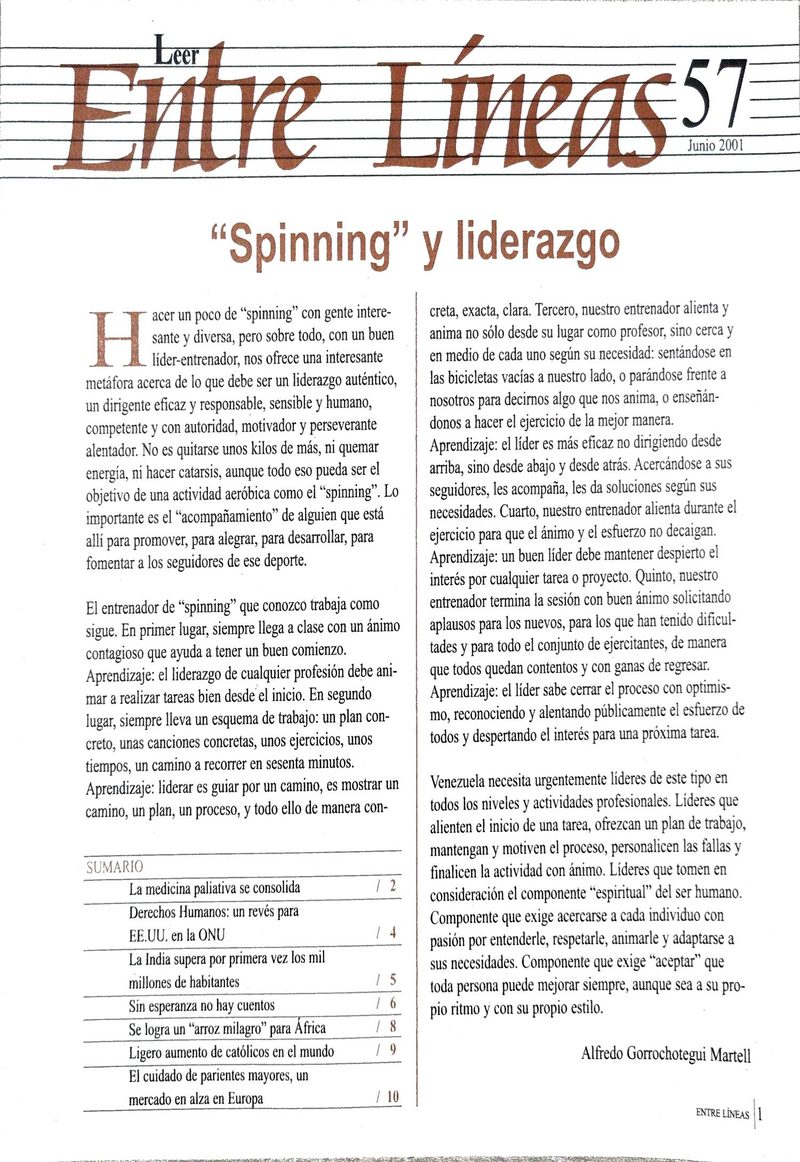 Leer
Entre Líneas
57
Junio 2001
“Spinning” y liderazgo
Hacer un poco de “spinning” con gente intere-
sante y diversa, pero sobre todo, con un buen
líder-entrenador, nos ofrece una interesante
metáfora acerca de lo que debe ser un liderazgo auténtico,
un dirigente eficaz y responsable, sensible y humano,
competente y con autoridad, motivador y perseverante
alentador. No es quitarse unos kilos de más, ni quemar
energía, ni hacer catarsis, aunque todo eso pueda ser el
objetivo de una actividad aeróbica como el “spinning”. Lo
importante es el “acompañamiento” de alguien que está
allí para promover, para alegrar, para desarrollar, para
fomentar a los seguidores de ese deporte.
El entrenador de “spinning” que conozco trabaja como
sigue. En primer lugar, siempre llega a clase con un ánimo
contagioso que ayuda a tener un buen comienzo.
Aprendizaje: el liderazgo de cualquier profesión debe ani-
mar a realizar tareas bien desde el inicio. En segundo
lugar, siempre lleva un esquema de trabajo: un plan con-
creto, unas canciones concretas, unos ejercicios, unos
tiempos, un camino a recorrer en sesenta minutos.
Aprendizaje: liderar es guiar por un camino, es mostrar un
camino, un plan, un proceso, y todo ello de manera con-
creta, exacta, clara. Tercero, nuestro entrenador alienta y
anima no sólo desde su lugar como profesor, sino cerca y
en medio de cada uno según su necesidad: sentándose en
las bicicletas vacías a nuestro lado, o parándose frente a
nosotros para decirnos algo que nos anima, o enseñán-
donos a hacer el ejercicio de la mejor manera.
Aprendizaje: el líder es más eficaz no dirigiendo desde
arriba, sino desde abajo y desde atrás. Acercándose a sus
seguidores, les acompaña, les da soluciones según sus
necesidades. Cuarto, nuestro entrenador alienta durante el
ejercicio para que el ánimo y el esfuerzo no decaigan.
Aprendizaje: un buen líder debe mantener despierto el
interés por cualquier tarea o proyecto. Quinto, nuestro
entrenador termina la sesión con buen ánimo solicitando
aplausos para los nuevos, para los que han tenido dificul-
tades y para todo el conjunto de ejercitantes, de manera
que todos quedan contentos y con ganas de regresar.
Aprendizaje: el líder sabe cerrar el proceso con optimis-
mo, reconociendo y alentando públicamente el esfuerzo de
todos y despertando el interés para una próxima tarea.
Venezuela necesita urgentemente líderes de este tipo en
todos los niveles y actividades profesionales. Líderes que
alienten el inicio de una tarea, ofrezcan un plan de trabajo,
mantengan y motiven el proceso, personalicen las fallas y
finalicen la actividad con ánimo. Líderes que tomen en
consideración el componente “espiritual” del ser humano.
Componente que exige acercarse a cada individuo con
pasión por entenderle, respetarle, animarle y adaptarse a
sus necesidades. Componente que exige “aceptar” que
toda persona puede mejorar siempre, aunque sea a su pro-
pio ritmo y con su propio estilo.
Alfredo Gorrochotegui Martell
SUMARIO
La medicina paliativa se consolida / 2
Derechos Humanos: un revés para
EE.UU. en la ONU / 4
La India supera por primera vez los mil
millones de habitantes / 5
Sin esperanza no hay cuentos / 6
Se logra un “arroz milagro” para África / 8
Ligero aumento de católicos en el mundo / 9
El cuidado de parientes mayores, un
mercado en alza en Europa / 10
ENTRE LÍNEAS 1